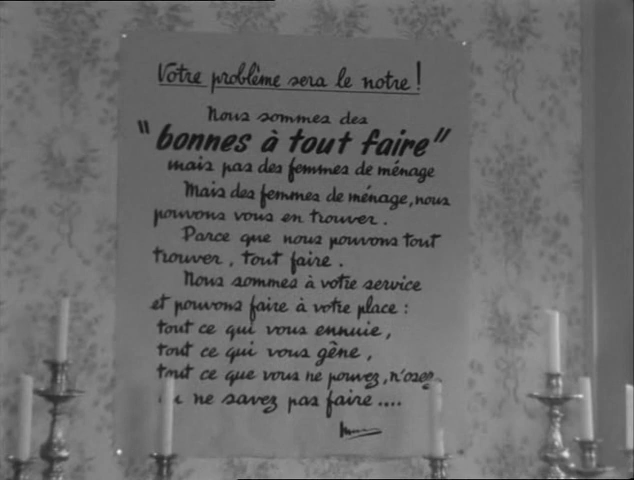 Votre problème sera le notre !
Nous sommes des
"bonnes à tout faire"
mais pas des femmes de ménage
Mais des femmes de ménage, nous
pouvons vous en trouver.
Parce que nous pouvons tout
trouver, tout faire.
Nous sommes à votre service
et pouvons faire à votre place :
tout ce qui vous ennuie,
tout ce qui vous gêne,
tout ce que vous ne pouvez, n'osez
ne savez pas faire ....